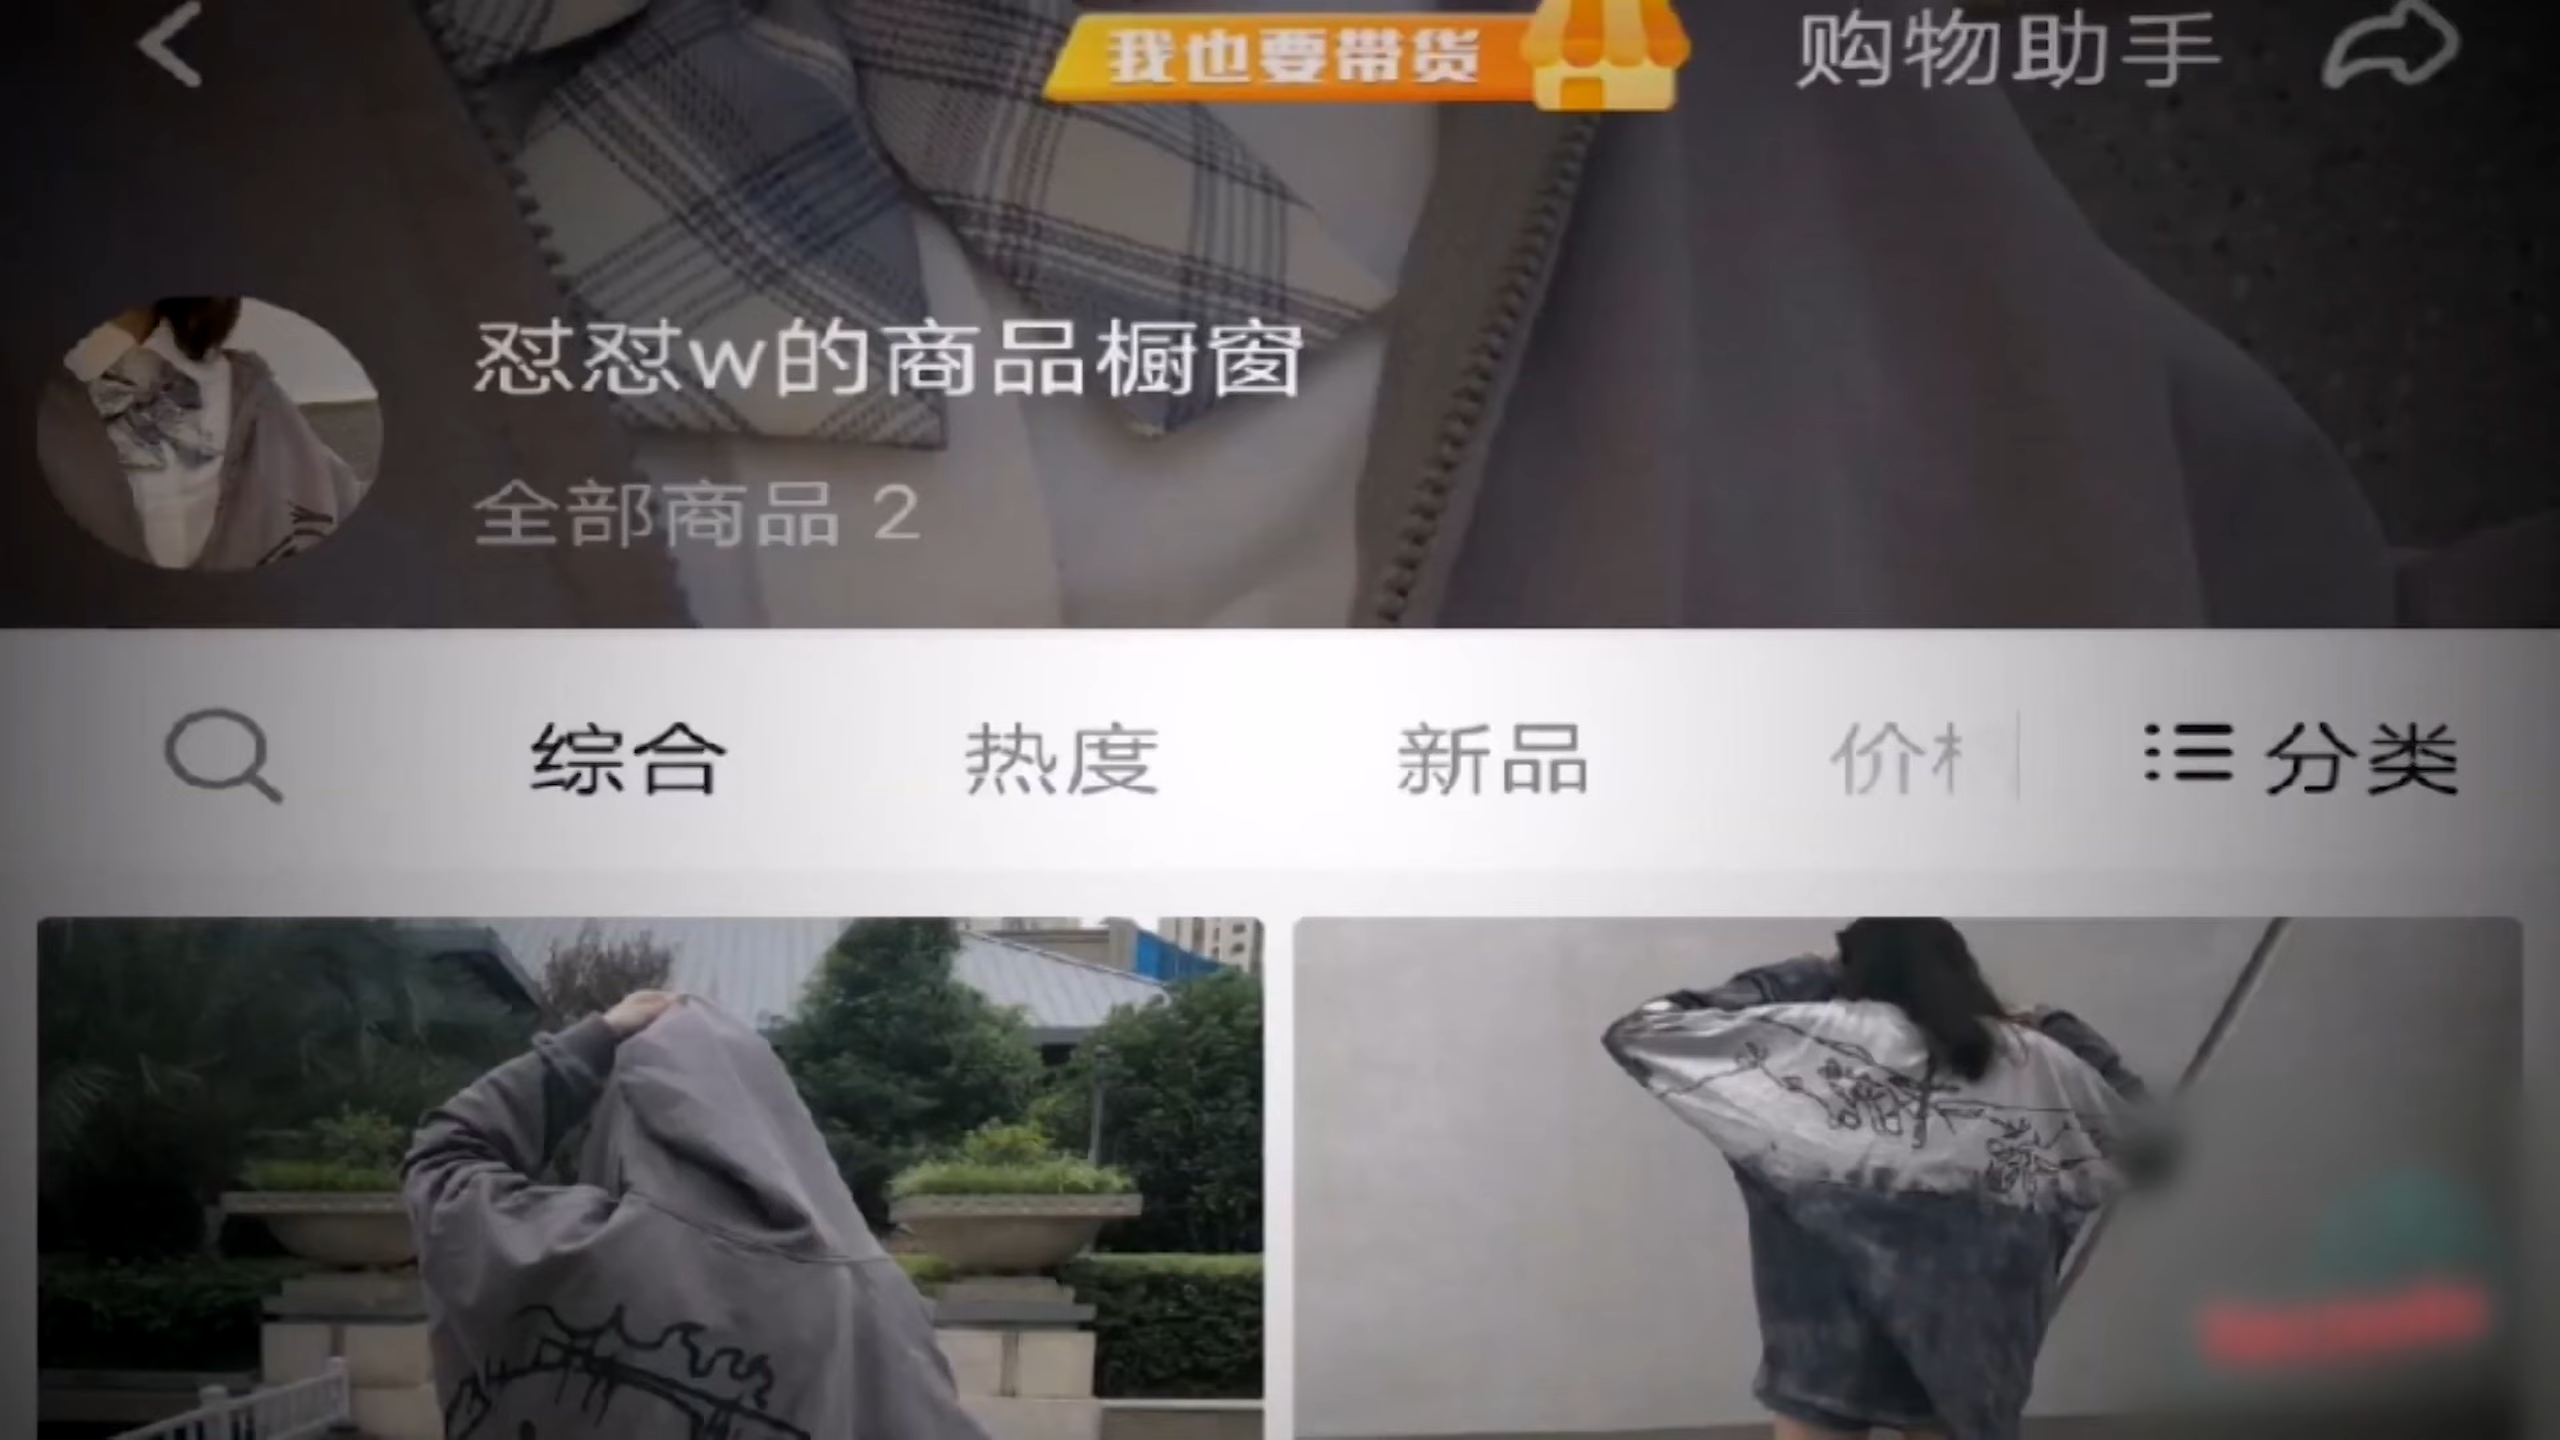 我也要带货
购物助手
怼怼w的商品橱窗
全部商品 2
综合 热度 新品 价 分类